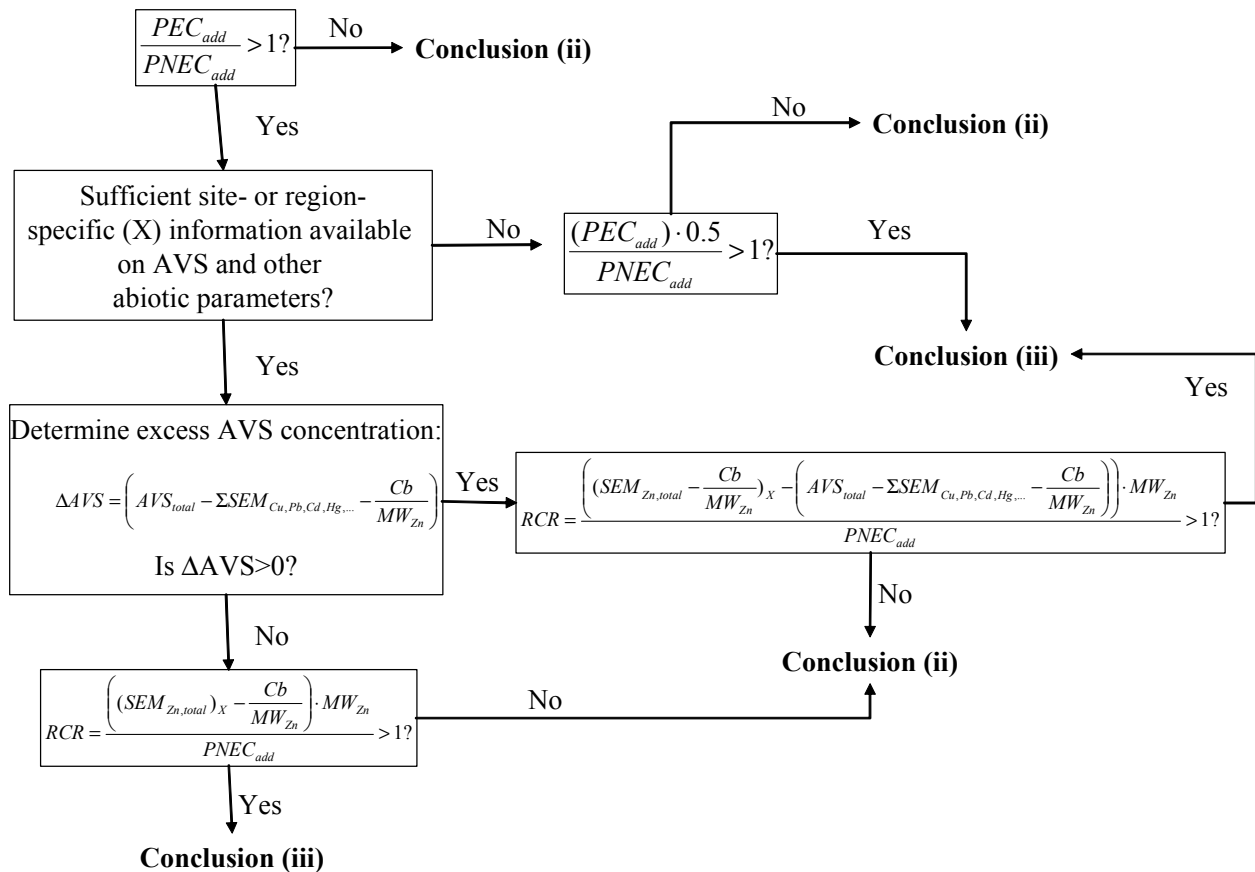 PEC_add / PNEC_add > 1?
No
Conclusion (ii)
Yes
No
Conclusion (ii)
Sufficient site- or region-
specific (X) information available
on AVS and other
abiotic parameters?
No
(PEC_add) · 0.5 / PNEC_add > 1?
Yes
Conclusion (iii)
Yes
Yes
Determine excess AVS concentration:
ΔAVS = (AVS_total − ΣSEM_Cu,Pb,Cd,Hg,... − Cb / MW_Zn)
Is ΔAVS>0?
Yes
RCR = ((SEM_Zn,total − Cb / MW_Zn)_X − (AVS_total − ΣSEM_Cu,Pb,Cd,Hg,... − Cb / MW_Zn)) · MW_Zn / PNEC_add > 1?
No
Conclusion (ii)
No
RCR = ((SEM_Zn,total)_X − Cb / MW_Zn) · MW_Zn / PNEC_add > 1?
No
Yes
Conclusion (iii)